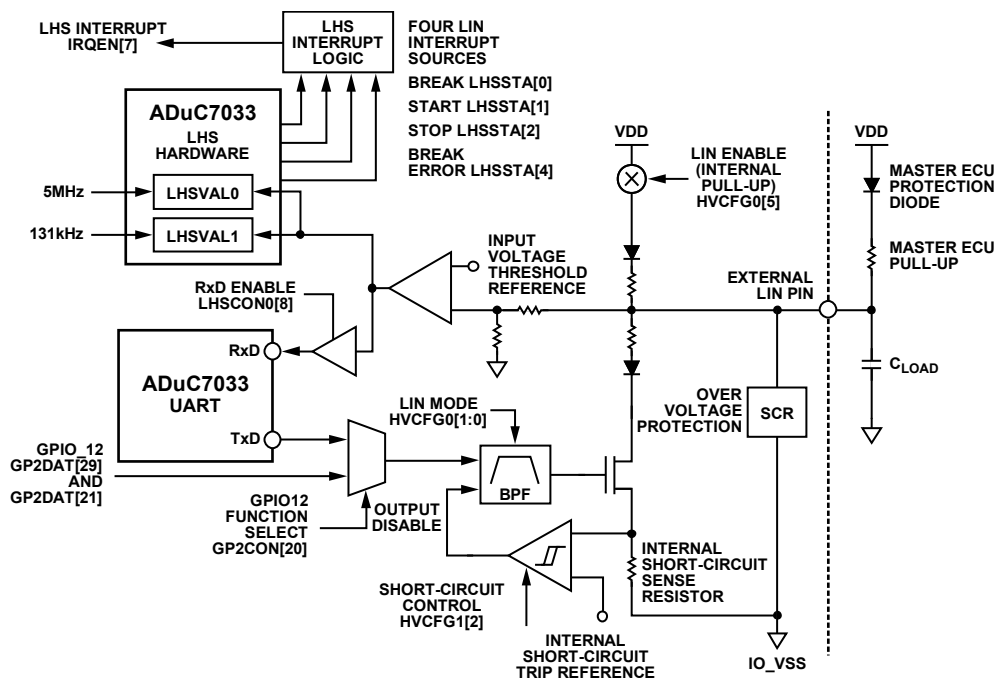 LHS INTERRUPT
IRQEN[7]
LHS
INTERRUPT
LOGIC
FOUR LIN
INTERRUPT
SOURCES
BREAK LHSSTA[0]
START LHSSTA[1]
STOP LHSSTA[2]
BREAK
ERROR LHSSTA[4]
ADuC7033
LHS
HARDWARE
5MHz
LHSVAL0
131kHz
LHSVAL1
VDD
LIN ENABLE
(INTERNAL
PULL-UP)
HVCFG0[5]
VDD
MASTER ECU
PROTECTION
DIODE
MASTER ECU
PULL-UP
INPUT
VOLTAGE
THRESHOLD
REFERENCE
EXTERNAL
LIN PIN
RxD ENABLE
LHSCON0[8]
RxD
ADuC7033
UART
TxD
CLOAD
OVER
VOLTAGE
PROTECTION
SCR
LIN MODE
HVCFG0[1:0]
BPF
GPIO_12
GP2DAT[29]
AND
GP2DAT[21]
GPIO12
FUNCTION
SELECT
GP2CON[20]
OUTPUT
DISABLE
SHORT-CIRCUIT
CONTROL
HVCFG1[2]
INTERNAL
SHORT-CIRCUIT
SENSE
RESISTOR
INTERNAL
SHORT-CIRCUIT
TRIP REFERENCE
IO_VSS